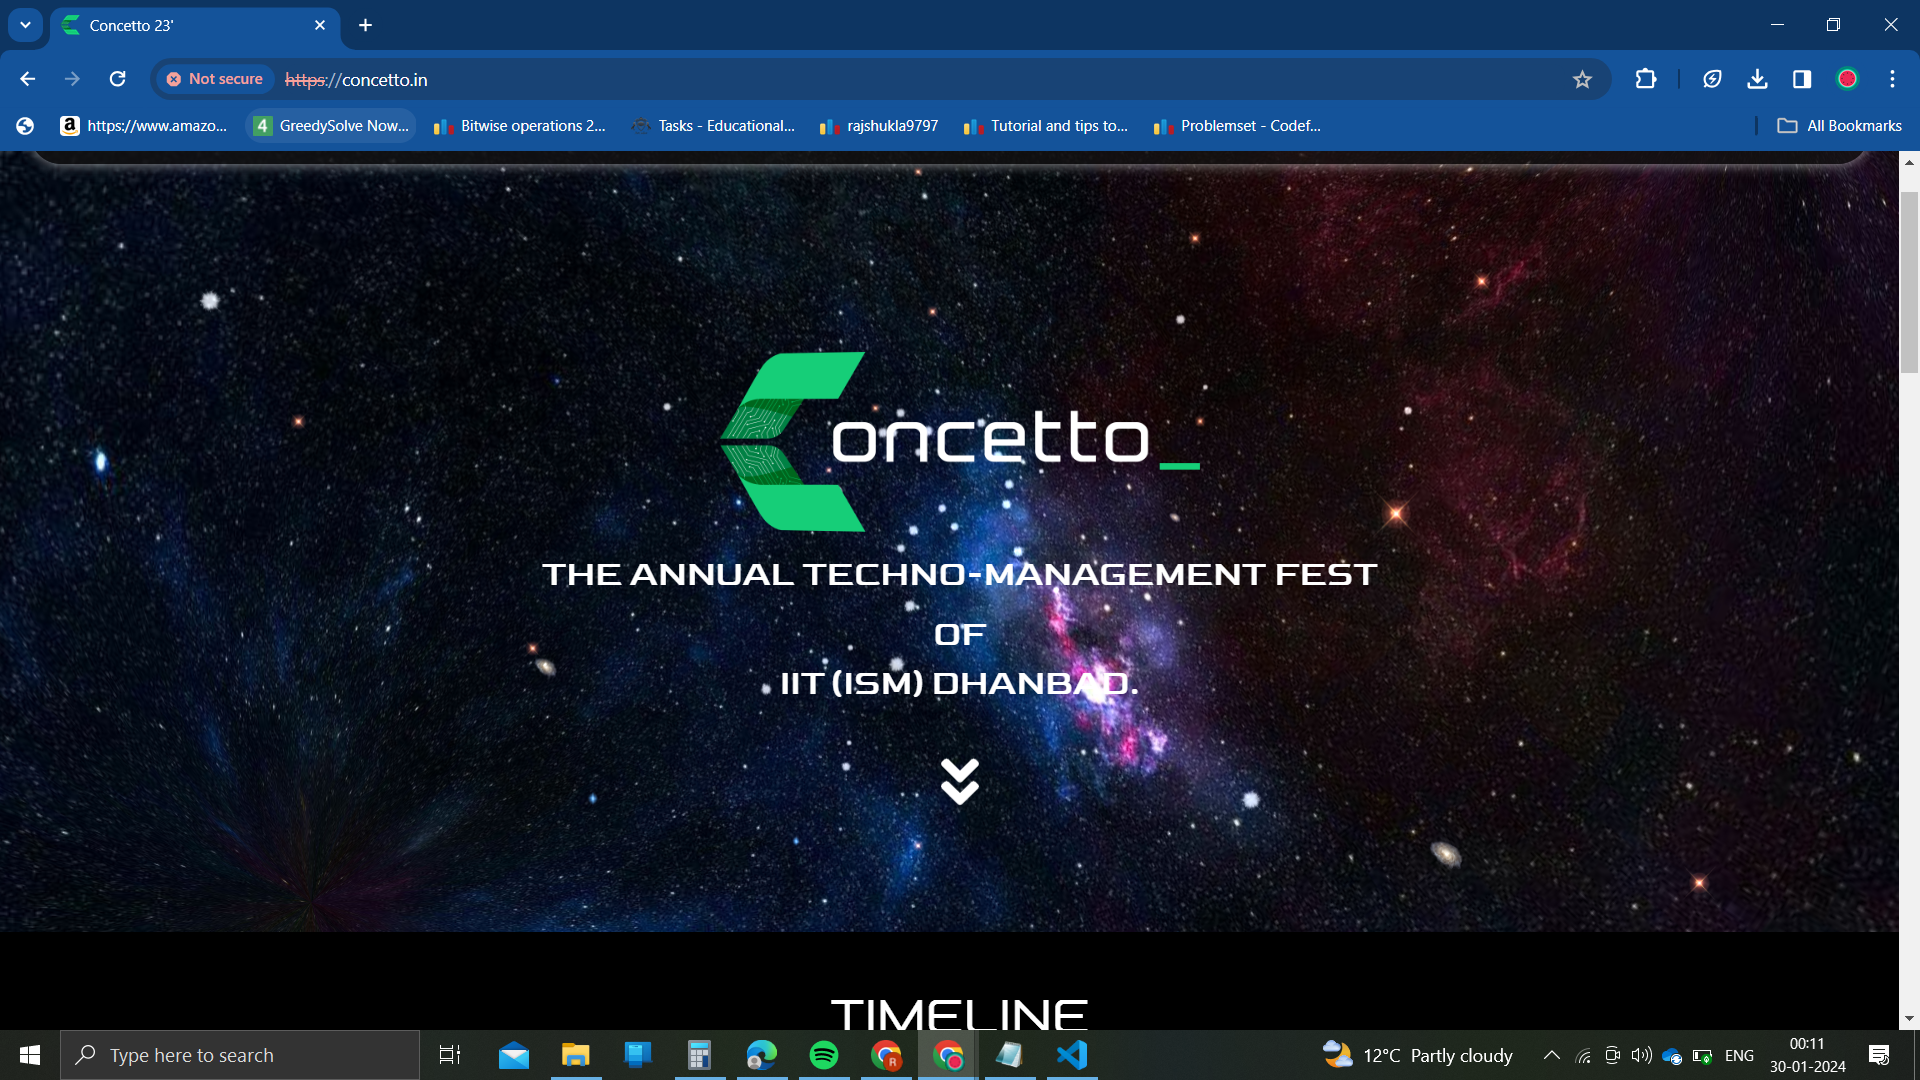 Concetto 23'
Not secure https://concetto.in
https://www.amazo... GreedySolve Now... Bitwise operations 2... Tasks - Educational... rajshukla9797 Tutorial and tips to... Problemset - Codef... All Bookmarks
Concetto_
THE ANNUAL TECHNO-MANAGEMENT FEST
OF
IIT (ISM) DHANBAD.
TIMELINE
Type here to search 12°C Partly cloudy ENG 00:11
30-01-2024